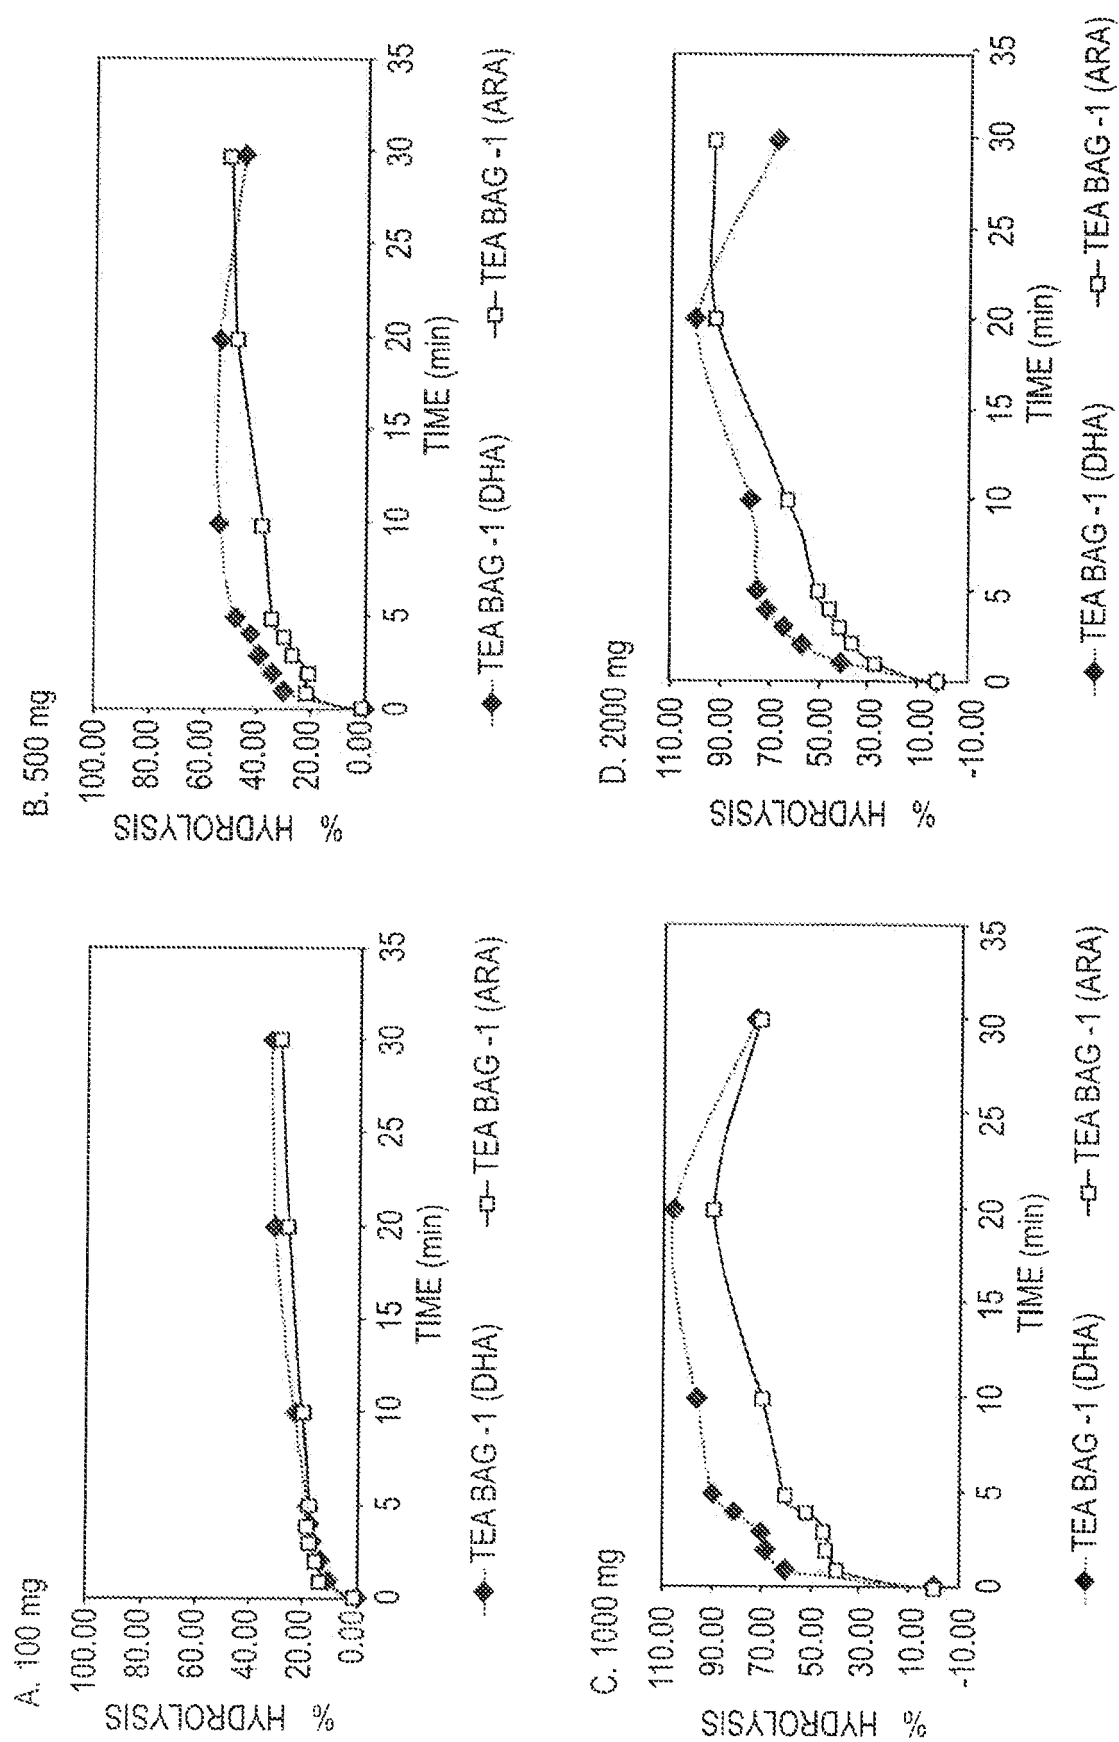 A. 100 mg
% HYDROLYSIS
100.00
80.00
60.00
40.00
20.00
0.00
0 5 10 15 20 25 30 35
TIME (min)
TEA BAG -1 (DHA) TEA BAG -1 (ARA)
B. 500 mg
% HYDROLYSIS
100.00
80.00
60.00
40.00
20.00
0.00
0 5 10 15 20 25 30 35
TIME (min)
TEA BAG -1 (DHA) TEA BAG -1 (ARA)
C. 1000 mg
% HYDROLYSIS
110.00
90.00
70.00
50.00
30.00
10.00
-10.00
0 5 10 15 20 25 30 35
TIME (min)
TEA BAG -1 (DHA) TEA BAG -1 (ARA)
D. 2000 mg
% HYDROLYSIS
110.00
90.00
70.00
50.00
30.00
10.00
-10.00
0 5 10 15 20 25 30 35
TIME (min)
TEA BAG -1 (DHA) TEA BAG -1 (ARA)